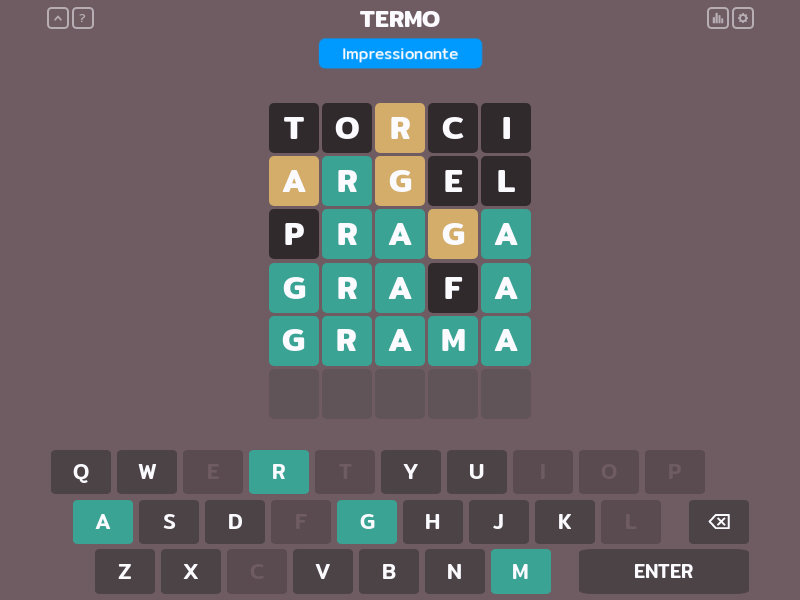 ?
TERMO
Impressionante
TORCI
ARGEL
PRAGA
GRAFA
GRAMA
Q W E R T Y U I O P
A S D F G H J K L
Z X C V B N M ENTER